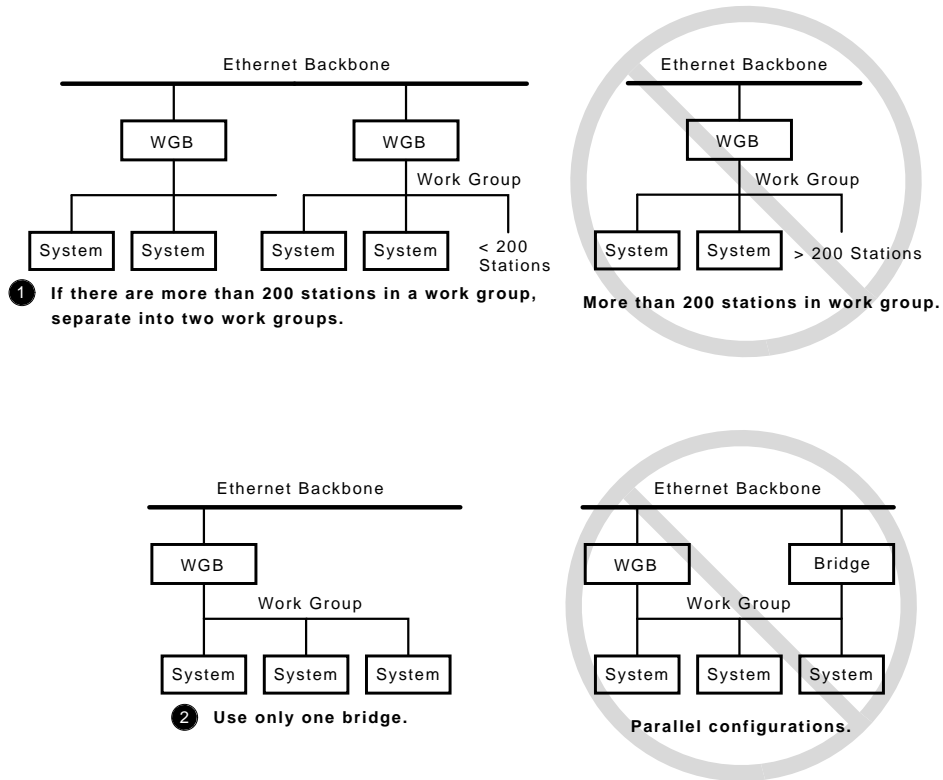 Ethernet Backbone
WGB
WGB
Work Group
System
System
System
System
< 200
Stations
1 If there are more than 200 stations in a work group,
separate into two work groups.
Ethernet Backbone
WGB
Work Group
System
System
> 200 Stations
More than 200 stations in work group.
Ethernet Backbone
WGB
Work Group
System
System
System
2 Use only one bridge.
Ethernet Backbone
WGB
Bridge
Work Group
System
System
System
Parallel configurations.